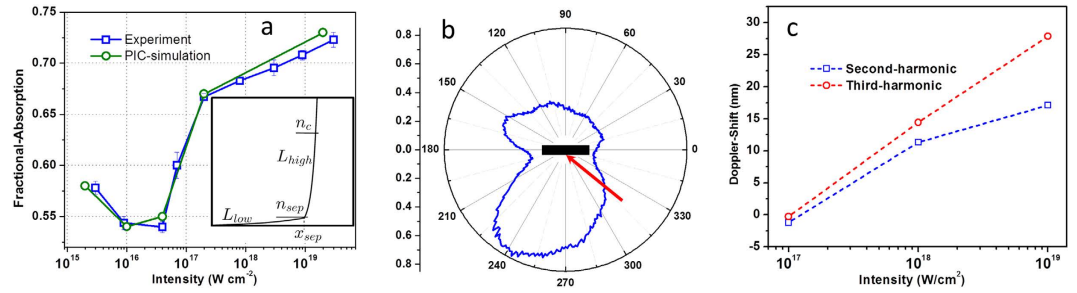 a
Experiment
PIC-simulation
n_c
L_high
n_sep
L_low
x_sep
0.75
0.70
0.65
0.60
0.55
Fractional-Absorption
10^15
10^16
10^17
10^18
10^19
Intensity (W cm^-2)
b
0.8
0.6
0.4
0.2
0.0
0.2
0.4
0.6
0.8
90
60
30
0
330
300
270
240
210
180
150
120
c
Second-harmonic
Third-harmonic
35
30
25
20
15
10
5
0
-5
Doppler-Shift (nm)
10^17
10^18
10^19
Intensity (W/cm^2)